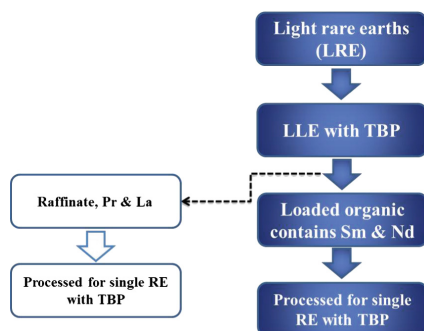 Light rare earths
(LRE)
LLE with TBP
Raffinate, Pr & La
Loaded organic
contains Sm & Nd
Processed for single RE
with TBP
Processed for single
RE with TBP